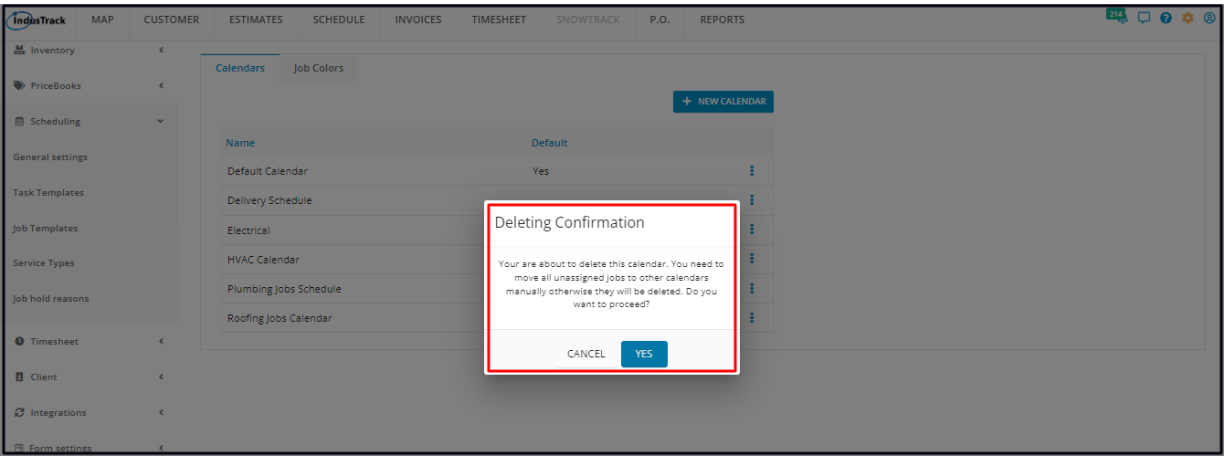 IndusTrack MAP CUSTOMER ESTIMATES SCHEDULE INVOICES TIMESHEET SNOWTRACK P.O. REPORTS 214
Inventory
PriceBooks
Scheduling
General settings
Task Templates
Job Templates
Service Types
Job hold reasons
Timesheet
Client
Integrations
Form settings
Calendars Job Colors
+ NEW CALENDAR
Name Default
Default Calendar Yes
Delivery Schedule
Electrical
HVAC Calendar
Plumbing Jobs Schedule
Roofing Jobs Calendar
Deleting Confirmation
Your are about to delete this calendar. You need to
move all unassigned jobs to other calendars
manually otherwise they will be deleted. Do you
want to proceed?
CANCEL YES